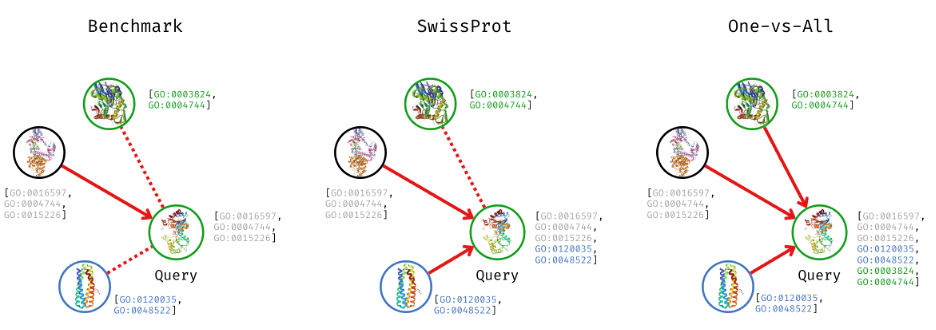 Benchmark
SwissProt
One-vs-All
[GO:0003824,
GO:0004744]
[GO:0003824,
GO:0004744]
[GO:0003824,
GO:0004744]
[GO:0016597,
GO:0004744,
GO:0015226]
[GO:0016597,
GO:0004744,
GO:0015226]
Query
[GO:0120035,
GO:0048522]
[GO:0016597,
GO:0004744,
GO:0015226]
[GO:0016597,
GO:0004744,
GO:0015226,
GO:0120035,
GO:0048522]
Query
[GO:0120035,
GO:0048522]
[GO:0016597,
GO:0004744,
GO:0015226]
[GO:0016597,
GO:0004744,
GO:0015226,
GO:0120035,
GO:0048522,
GO:0003824,
GO:0004744]
Query
[GO:0120035,
GO:0048522]